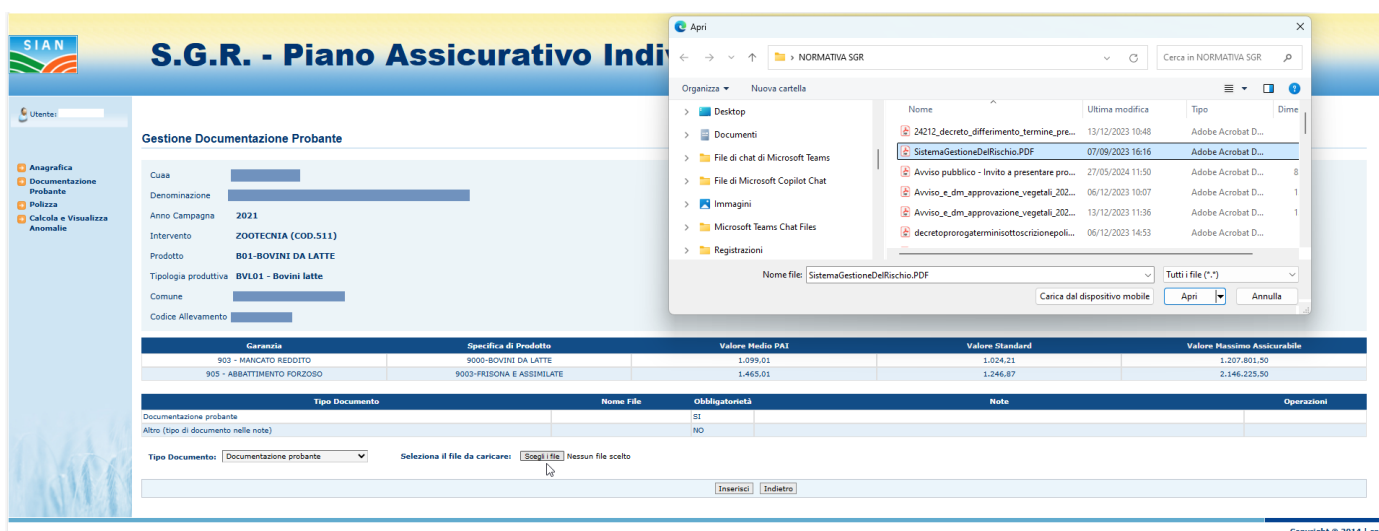 SIAN
S.G.R. - Piano Assicurativo Indi
Utente:
Anagrafica
Documentazione
Probante
Polizza
Calcola e Visualizza
Anomalie
Gestione Documentazione Probante
Cuaa
Denominazione
Anno Campagna 2021
Intervento ZOOTECNIA (COD.511)
Prodotto B01-BOVINI DA LATTE
Tipologia produttiva BVL01 - Bovini latte
Comune
Codice Allevamento
Apri
NORMATIVA SGR
Cerca in NORMATIVA SGR
Organizza Nuova cartella
Desktop
Documenti
File di chat di Microsoft Teams
File di Microsoft Copilot Chat
Immagini
Microsoft Teams Chat Files
Registrazioni
Nome Ultima modifica Tipo Dime
24212_decreto_differimento_termine_pre... 13/12/2023 10:48 Adobe Acrobat D...
SistemaGestioneDelRischio.PDF 07/09/2023 16:16 Adobe Acrobat D...
Avviso pubblico - Invito a presentare pro... 27/05/2024 11:50 Adobe Acrobat D... 8
Avviso_e_dm_approvazione_vegetali_202... 06/12/2023 10:07 Adobe Acrobat D... 1
Avviso_e_dm_approvazione_vegetali_202... 13/12/2023 11:36 Adobe Acrobat D... 1
decretoprorogaterminisottoscrizionepoli... 06/12/2023 14:53 Adobe Acrobat D...
Nome file: SistemaGestioneDelRischio.PDF Tutti i file (*.*)
Carica dal dispositivo mobile Apri Annulla
Garanzia Specifica di Prodotto Valore Medio PAI Valore Standard Valore Massimo Assicurabile
903 - MANCATO REDDITO 9000-BOVINI DA LATTE 1.099,01 1.024,21 1.207.801.50
905 - ABBATTIMENTO FORZOSO 9003-FRISONA E ASSIMILATE 1.465,01 1.246,87 2.146.225.50
Tipo Documento Nome File Obbligatorietà Note Operazioni
Documentazione probante SI
Altro (tipo di documento nelle note) NO
Tipo Documento: Documentazione probante Seleziona il file da caricare: Scegli i file Nessun file scelto
Inserisci Indietro